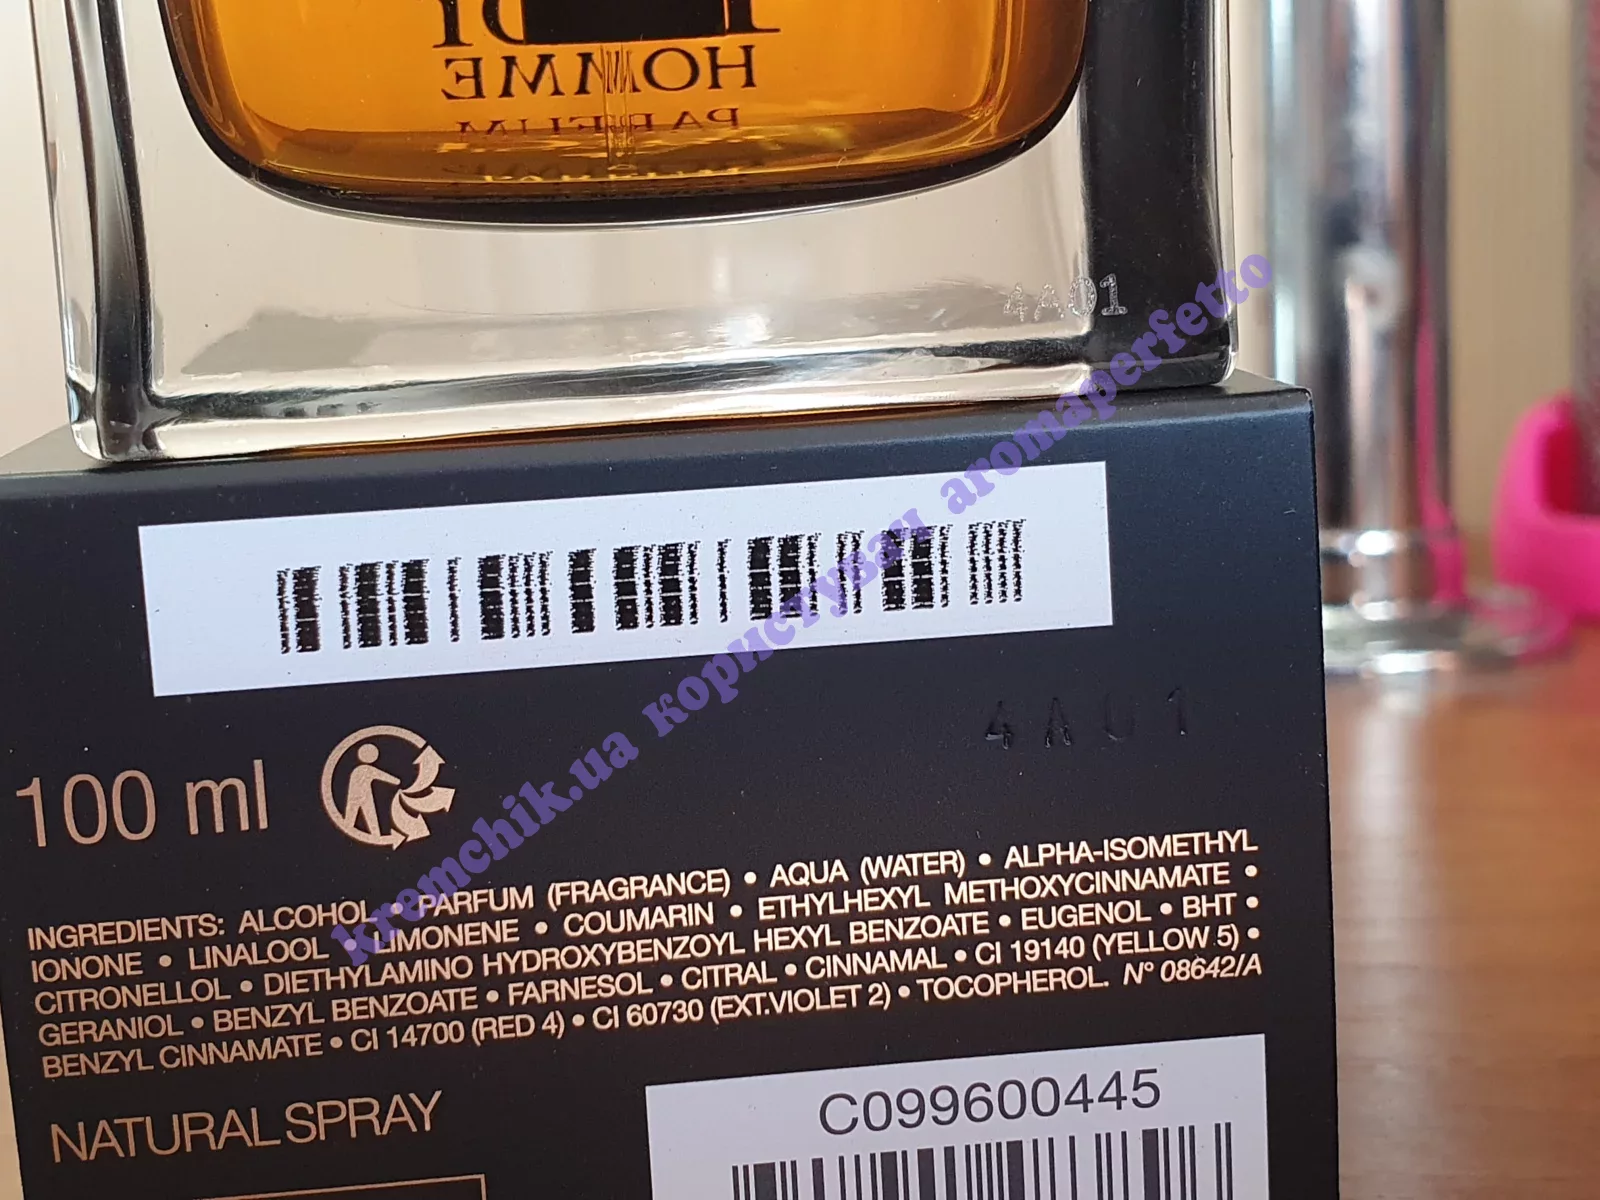 HOMME
PARFUM
4A01
kremchik.ua користувач aromaperfetto
4A01
100 ml
INGREDIENTS: ALCOHOL • PARFUM (FRAGRANCE) • AQUA (WATER) • ALPHA-ISOMETHYL
IONONE • LINALOOL • LIMONENE • COUMARIN • ETHYLHEXYL METHOXYCINNAMATE •
CITRONELLOL • DIETHYLAMINO HYDROXYBENZOYL HEXYL BENZOATE • EUGENOL • BHT •
GERANIOL • BENZYL BENZOATE • FARNESOL • CITRAL • CINNAMAL • CI 19140 (YELLOW 5) •
BENZYL CINNAMATE • CI 14700 (RED 4) • CI 60730 (EXT.VIOLET 2) • TOCOPHEROL. N° 08642/A
NATURAL SPRAY
C099600445